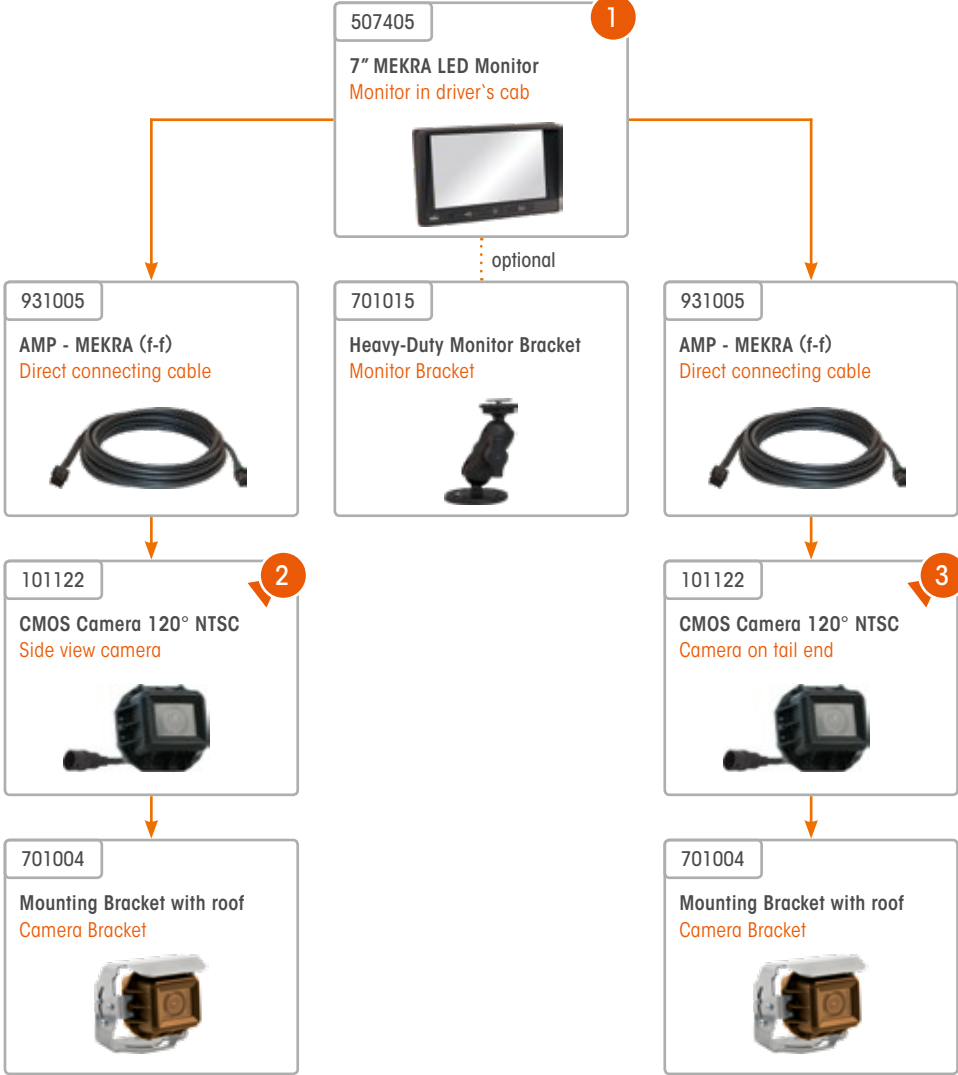 507405
1
7″ MEKRA LED Monitor
Monitor in driver`s cab
optional
931005
AMP - MEKRA (f-f)
Direct connecting cable
701015
Heavy-Duty Monitor Bracket
Monitor Bracket
931005
AMP - MEKRA (f-f)
Direct connecting cable
101122
2
CMOS Camera 120° NTSC
Side view camera
101122
3
CMOS Camera 120° NTSC
Camera on tail end
701004
Mounting Bracket with roof
Camera Bracket
701004
Mounting Bracket with roof
Camera Bracket